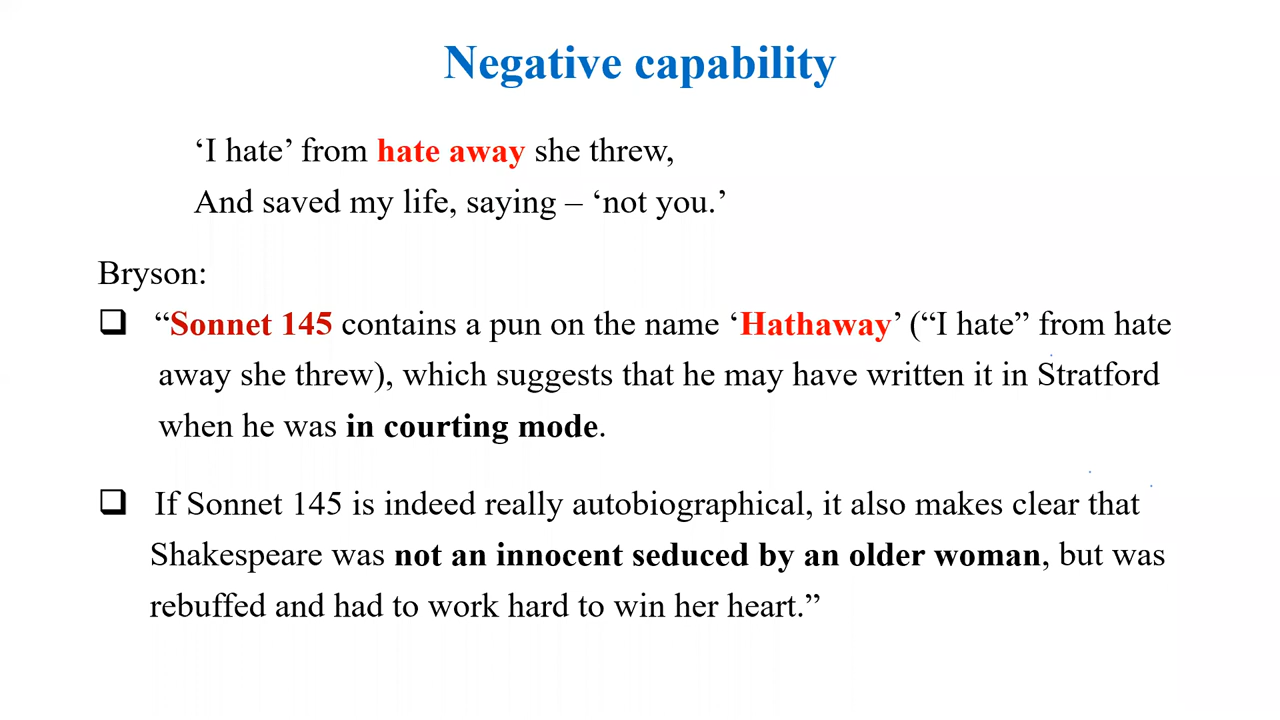 Negative capability
‘I hate’ from hate away she threw,
And saved my life, saying – ‘not you.’
Bryson:
❑ “Sonnet 145 contains a pun on the name ‘Hathaway’ (“I hate” from hate
away she threw), which suggests that he may have written it in Stratford
when he was in courting mode.
❑ If Sonnet 145 is indeed really autobiographical, it also makes clear that
Shakespeare was not an innocent seduced by an older woman, but was
rebuffed and had to work hard to win her heart.”